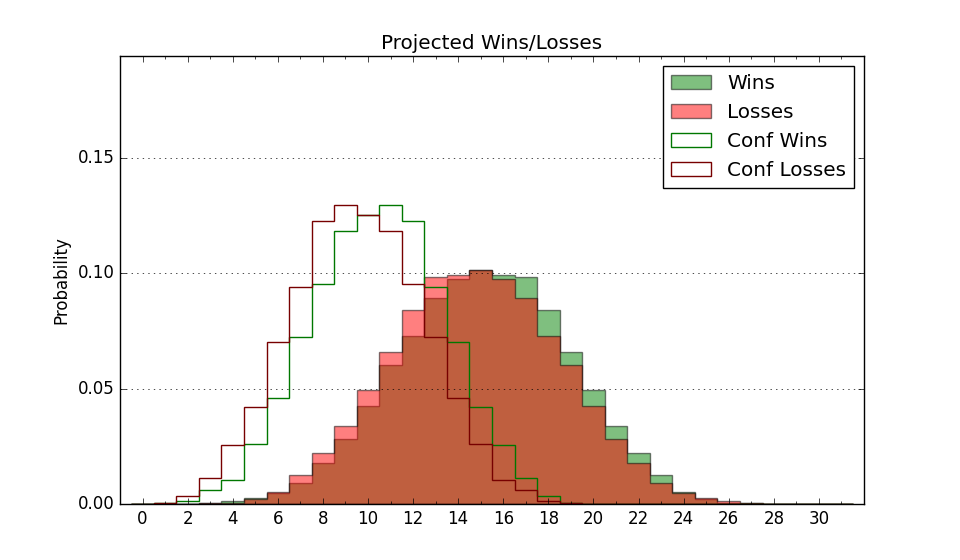 Projected Wins/Losses
Wins
Losses
Conf Wins
Conf Losses
Probability
0.15
0.10
0.05
0.00
0 2 4 6 8 10 12 14 16 18 20 22 24 26 28 30